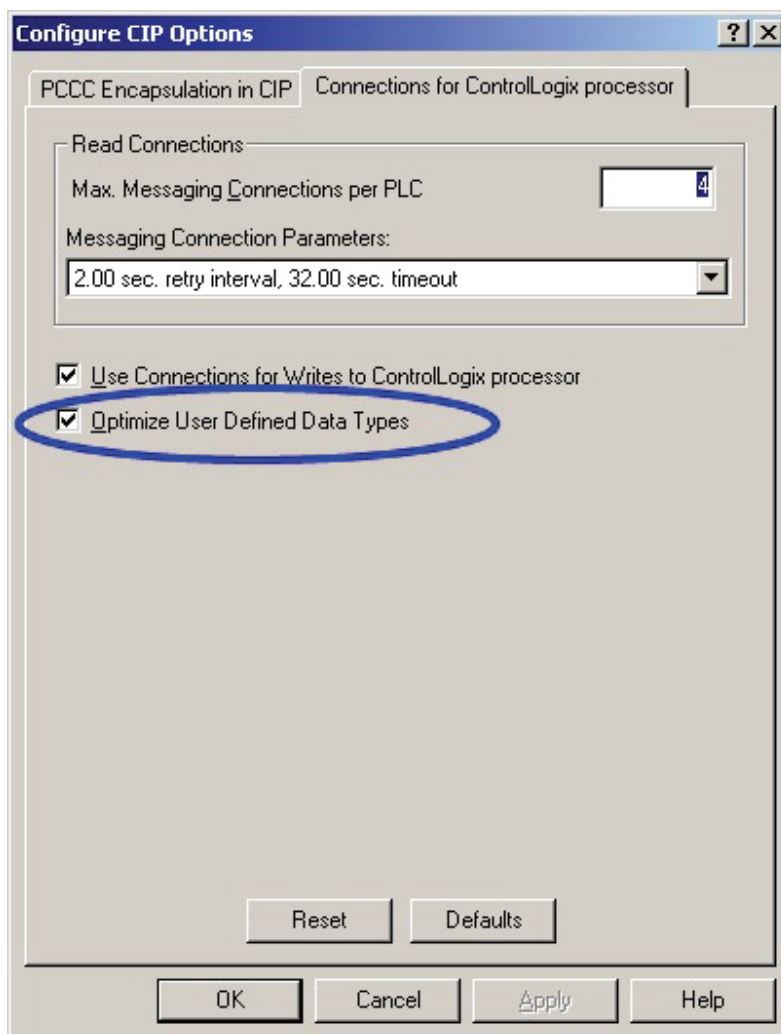 Configure CIP Options
PCCC Encapsulation in CIP
Connections for ControlLogix processor
Read Connections
Max. Messaging Connections per PLC
4
Messaging Connection Parameters:
2.00 sec. retry interval, 32.00 sec. timeout
Use Connections for Writes to ControlLogix processor
Optimize User Defined Data Types
Reset
Defaults
OK
Cancel
Apply
Help